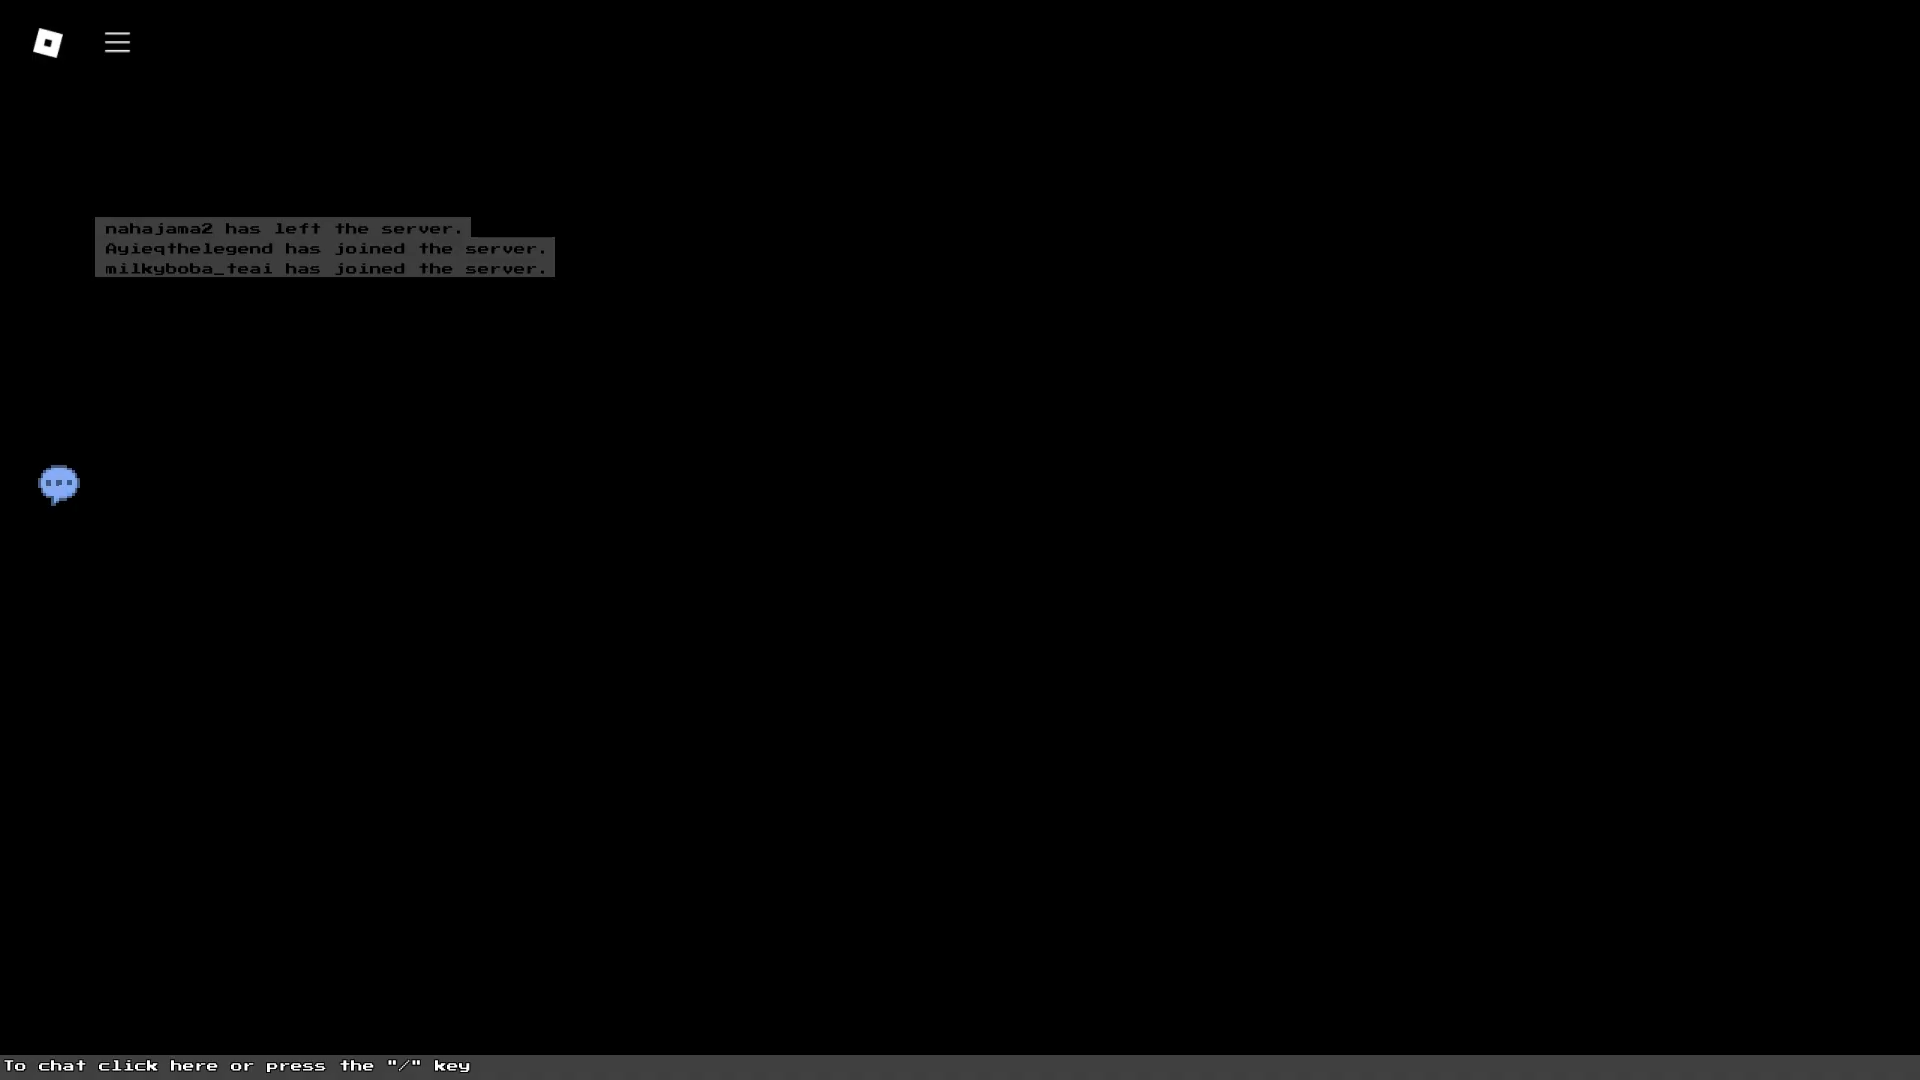 nahajama2 has left the server.
Ayieqthelegend has joined the server.
milkyboba_teai has joined the server.
To chat click here or press the "/" key